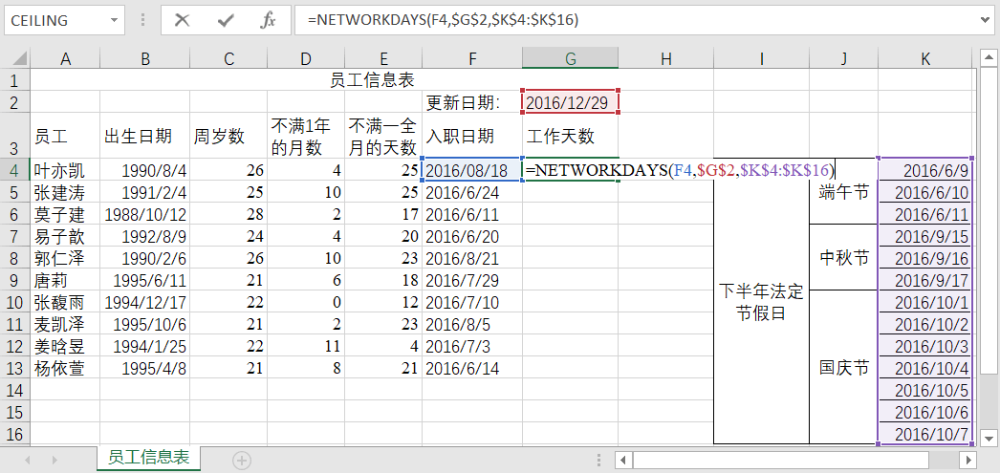 CEILING =NETWORKDAYS(F4,$G$2,$K$4:$K$16)
A B C D E F G H I J K
1 员工信息表
2 更新日期: 2016/12/29
3 员工 出生日期 周岁数 不满1年的月数 不满一全月的天数 入职日期 工作天数
4 叶亦凯 1990/8/4 26 4 25 2016/08/18 =NETWORKDAYS(F4,$G$2,$K$4:$K$16) 2016/6/9
5 张建涛 1991/2/4 25 10 25 2016/6/24 端午节 2016/6/10
6 莫子建 1988/10/12 28 2 17 2016/6/11 2016/6/11
7 易子歆 1992/8/9 24 4 20 2016/6/20 2016/9/15
8 郭仁泽 1990/2/6 26 10 23 2016/8/21 中秋节 2016/9/16
9 唐莉 1995/6/11 21 6 18 2016/7/29 2016/9/17
10 张馥雨 1994/12/17 22 0 12 2016/7/10 下半年法定节假日 2016/10/1
11 麦凯泽 1995/10/6 21 2 23 2016/8/5 2016/10/2
12 姜晗昱 1994/1/25 22 11 4 2016/7/3 2016/10/3
13 杨依萱 1995/4/8 21 8 21 2016/6/14 国庆节 2016/10/4
14 2016/10/5
15 2016/10/6
16 2016/10/7
员工信息表